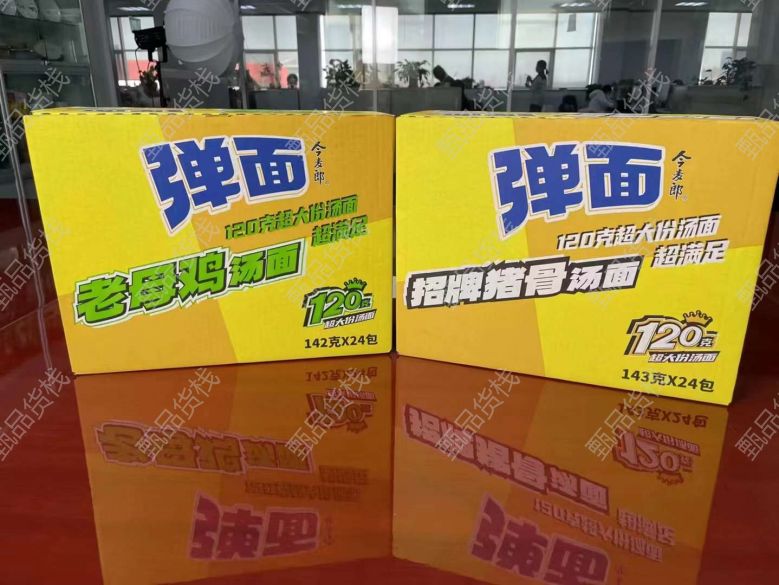 弹面
今麦郎
120克超大份汤面
超满足
老母鸡汤面
120克
超大份汤面
142克X24包
弹面
今麦郎
120克超大份汤面
超满足
招牌猪骨汤面
120克
超大份汤面
143克X24包
甄品货栈